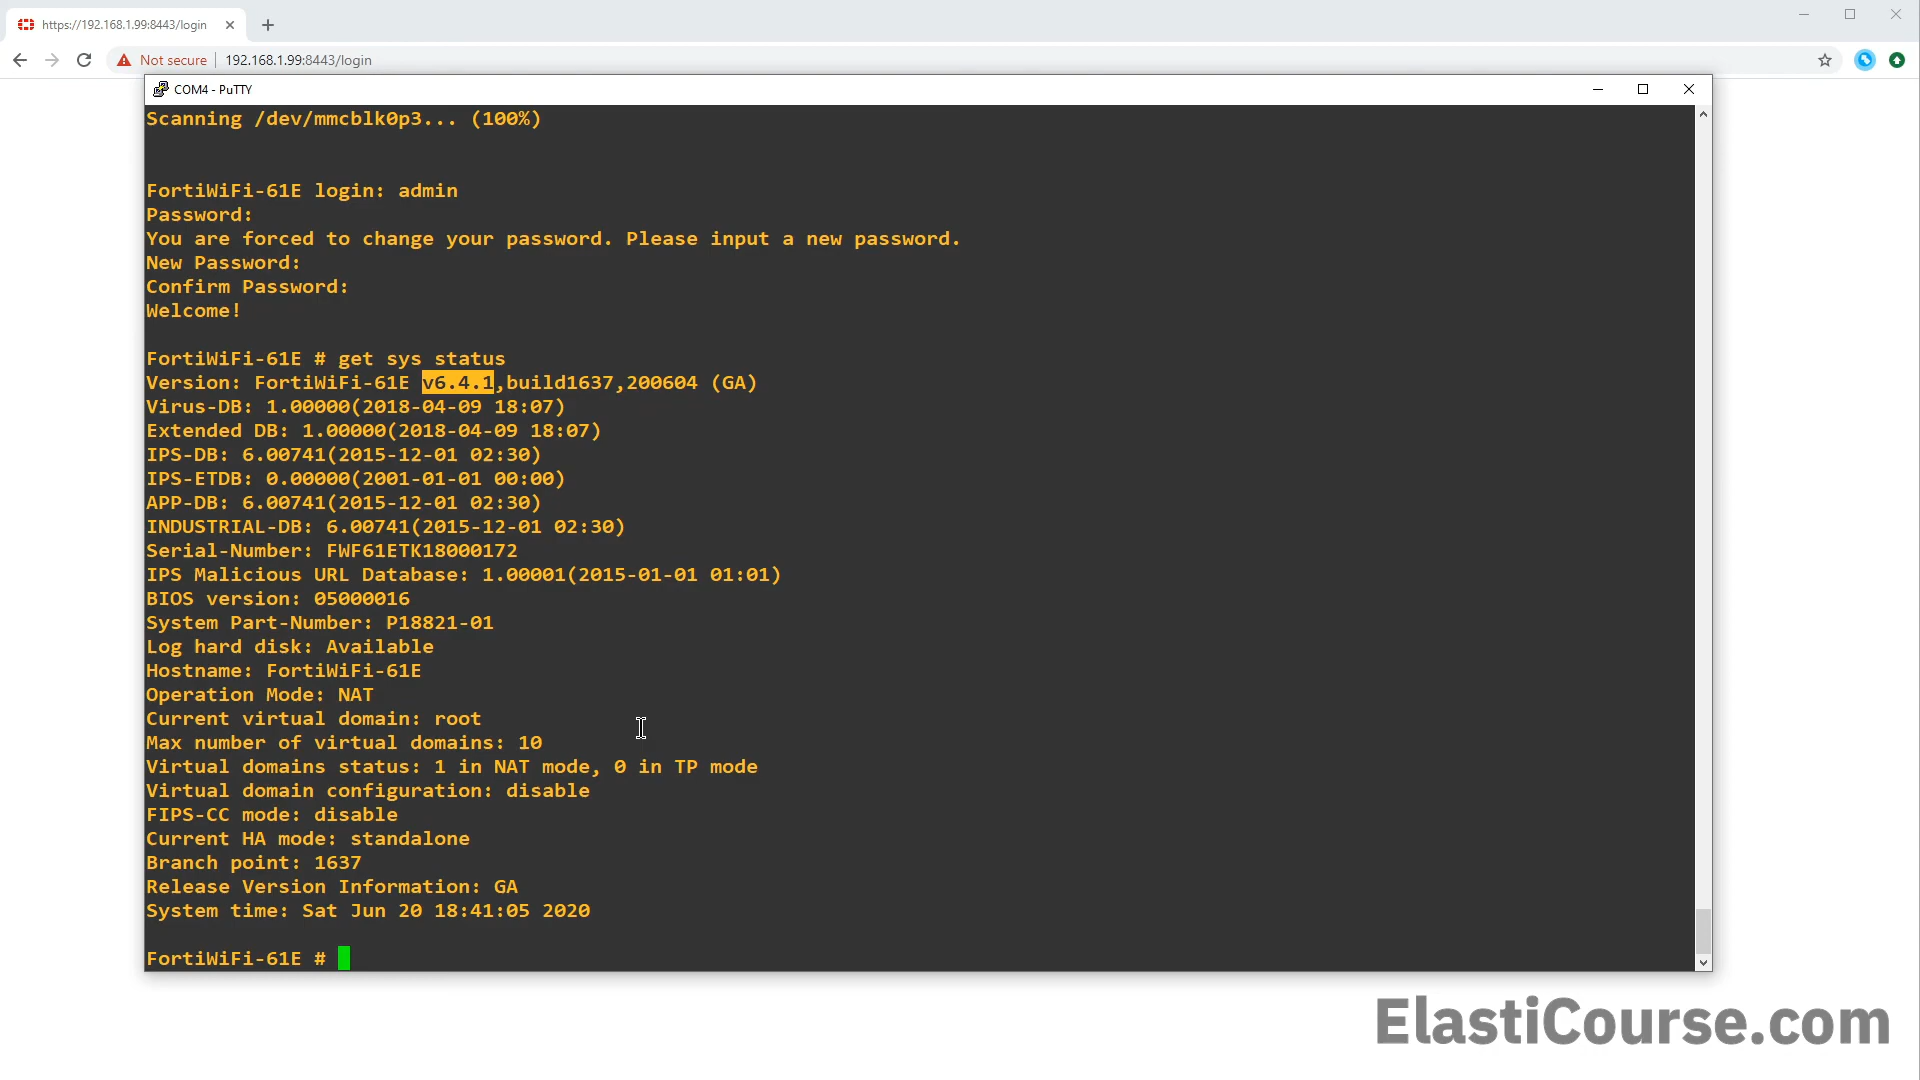 https://192.168.1.99:8443/login
Not secure
192.168.1.99:8443/login
COM4 - PuTTY
Scanning /dev/mmcblk0p3... (100%)
FortiWiFi-61E login: admin
Password:
You are forced to change your password. Please input a new password.
New Password:
Confirm Password:
Welcome!
FortiWiFi-61E # get sys status
Version: FortiWiFi-61E v6.4.1,build1637,200604 (GA)
Virus-DB: 1.00000(2018-04-09 18:07)
Extended DB: 1.00000(2018-04-09 18:07)
IPS-DB: 6.00741(2015-12-01 02:30)
IPS-ETDB: 0.00000(2001-01-01 00:00)
APP-DB: 6.00741(2015-12-01 02:30)
INDUSTRIAL-DB: 6.00741(2015-12-01 02:30)
Serial-Number: FWF61ETK18000172
IPS Malicious URL Database: 1.00001(2015-01-01 01:01)
BIOS version: 05000016
System Part-Number: P18821-01
Log hard disk: Available
Hostname: FortiWiFi-61E
Operation Mode: NAT
Current virtual domain: root
Max number of virtual domains: 10
Virtual domains status: 1 in NAT mode, 0 in TP mode
Virtual domain configuration: disable
FIPS-CC mode: disable
Current HA mode: standalone
Branch point: 1637
Release Version Information: GA
System time: Sat Jun 20 18:41:05 2020
FortiWiFi-61E #
ElastiCourse.com